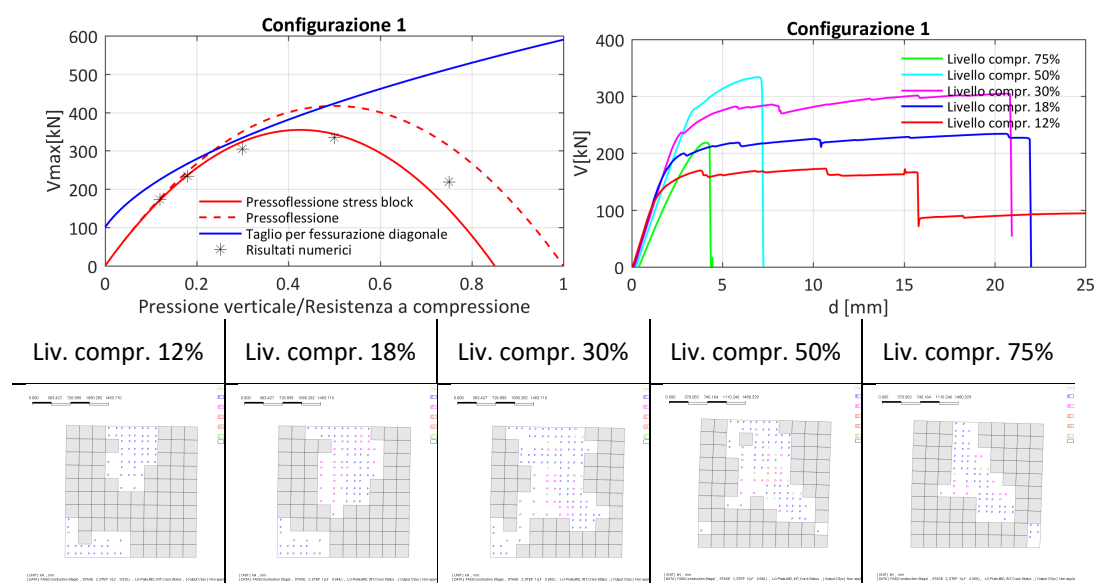 Configurazione 1
600
500
400
300
200
100
0
Vmax[kN]
0
0.2
0.4
0.6
0.8
1
Pressione verticale/Resistenza a compressione
Pressoflessione stress block
Pressoflessione
Taglio per fessurazione diagonale
Risultati numerici
Configurazione 1
400
300
200
100
0
V[kN]
0
5
10
15
20
25
d [mm]
Livello compr. 75%
Livello compr. 50%
Livello compr. 30%
Livello compr. 18%
Livello compr. 12%
Liv. compr. 12%
Liv. compr. 18%
Liv. compr. 30%
Liv. compr. 50%
Liv. compr. 75%